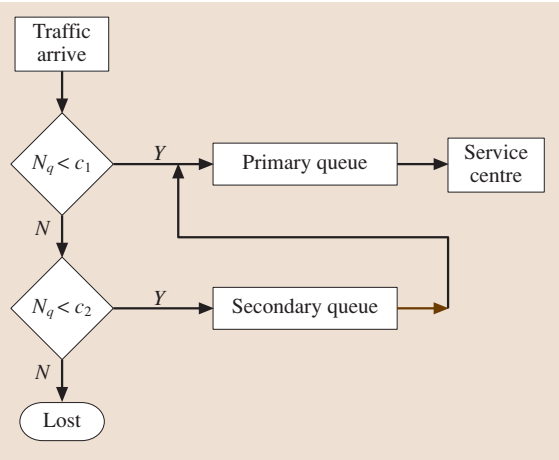 Traffic
arrive
N_q < c_1
Y
Primary queue
Service
centre
N
N_q < c_2
Y
Secondary queue
N
Lost